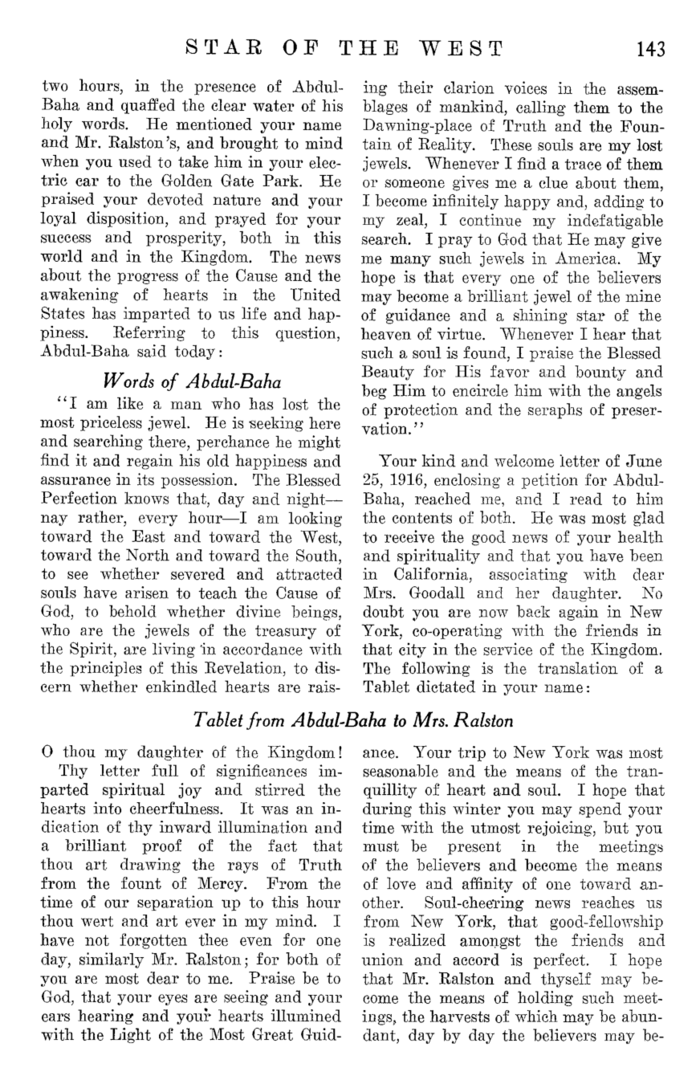 STAR OF THE WEST 143
two hours, in the presence of Abdul-
Baha and quaffed the clear water of his
holy words. He mentioned your name
and Mr. Ralston's, and brought to mind
when you used to take him in your elec-
tric car to the Golden Gate Park. He
praised your devoted nature and your
loyal disposition, and prayed for your
success and prosperity, both in this
world and in the Kingdom. The news
about the progress of the Cause and the
awakening of hearts in the United
States has imparted to us life and hap-
piness. Referring to this question,
Abdul-Baha said today:
Words of Abdul-Baha
"I am like a man who has lost the
most priceless jewel. He is seeking here
and searching there, perchance he might
find it and regain his old happiness and
assurance in its possession. The Blessed
Perfection knows that, day and night—
nay rather, every hour—I am looking
toward the East and toward the West,
toward the North and toward the South,
to see whether severed and attracted
souls have arisen to teach the Cause of
God, to behold whether divine beings,
who are the jewels of the treasury of
the Spirit, are living in accordance with
the principles of this Revelation, to dis-
cern whether enkindled hearts are rais-
ing their clarion voices in the assem-
blages of mankind, calling them to the
Dawning-place of Truth and the Foun-
tain of Reality. These souls are my lost
jewels. Whenever I find a trace of them
or someone gives me a clue about them,
I become infinitely happy and, adding to
my zeal, I continue my indefatigable
search. I pray to God that He may give
me many such jewels in America. My
hope is that every one of the believers
may become a brilliant jewel of the mine
of guidance and a shining star of the
heaven of virtue. Whenever I hear that
such a soul is found, I praise the Blessed
Beauty for His favor and bounty and
beg Him to encircle him with the angels
of protection and the seraphs of preser-
vation."
Your kind and welcome letter of June
25, 1916, enclosing a petition for Abdul-
Baha, reached me, and I read to him
the contents of both. He was most glad
to receive the good news of your health
and spirituality and that you have been
in California, associating with dear
Mrs. Goodall and her daughter. No
doubt you are now back again in New
York, co-operating with the friends in
that city in the service of the Kingdom.
The following is the translation of a
Tablet dictated in your name:
Tablet from Abdul-Baha to Mrs. Ralston
O thou my daughter of the Kingdom!
Thy letter full of significances im-
parted spiritual joy and stirred the
hearts into cheerfulness. It was an in-
dication of thy inward illumination and
a brilliant proof of the fact that
thou art drawing the rays of Truth
from the fount of Mercy. From the
time of our separation up to this hour
thou wert and art ever in my mind. I
have not forgotten thee even for one
day, similarly Mr. Ralston; for both of
you are most dear to me. Praise be to
God, that your eyes are seeing and your
ears hearing and your hearts illumined
with the Light of the Most Great Guid-
ance. Your trip to New York was most
seasonable and the means of the tran-
quillity of heart and soul. I hope that
during this winter you may spend your
time with the utmost rejoicing, but you
must be present in the meetings
of the believers and become the means
of love and affinity of one toward an-
other. Soul-cheering news reaches us
from New York, that good-fellowship
is realized amongst the friends and
union and accord is perfect. I hope
that Mr. Ralston and thyself may be-
come the means of holding such meet-
ings, the harvests of which may be abun-
dant, day by day the believers may be-